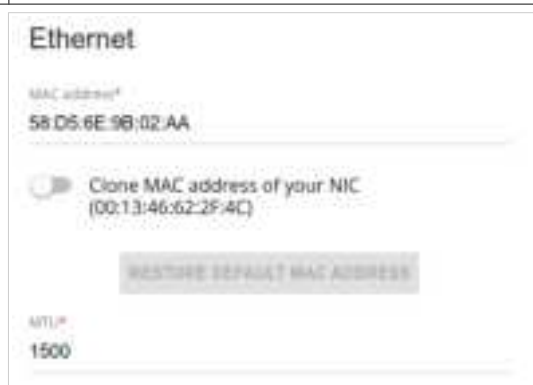 Ethernet
MAC address*
58:D5:6E:9B:02:AA
Clone MAC address of your NIC
(00:13:46:62:2F:4C)
RESTORE DEFAULT MAC ADDRESS
MTU*
1500